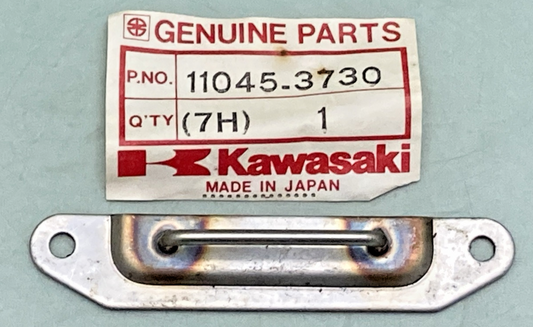 GENUINE PARTS
P.NO. 11045-3730
Q'TY (7H) 1
Kawasaki
MADE IN JAPAN